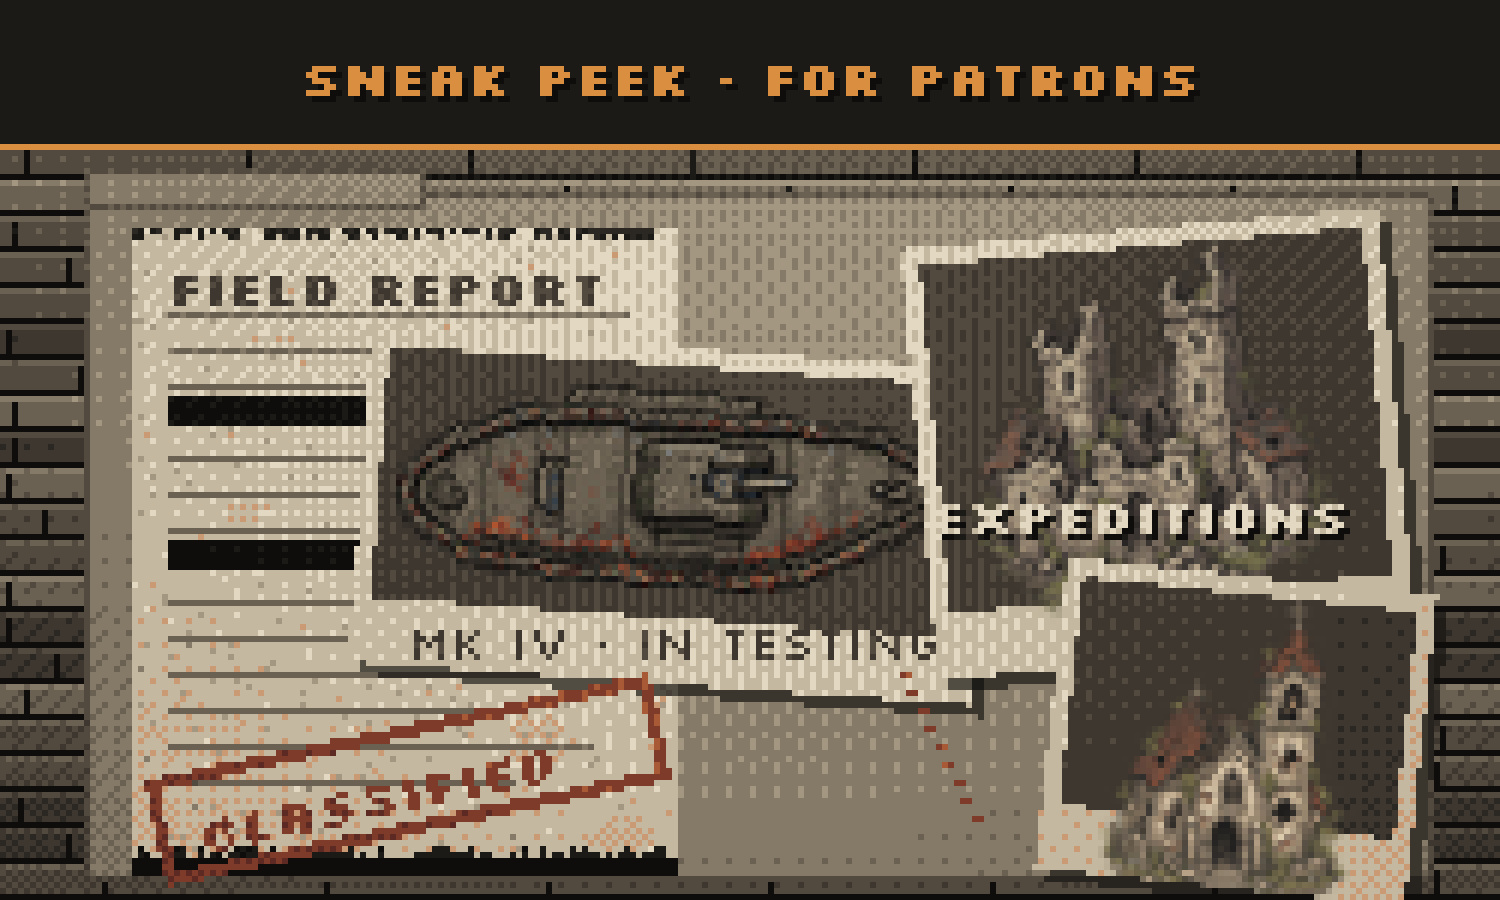 SNEAK PEEK - FOR PATRONS
FIELD REPORT
EXPEDITIONS
MK IV · IN TESTING
CLASSIFIED